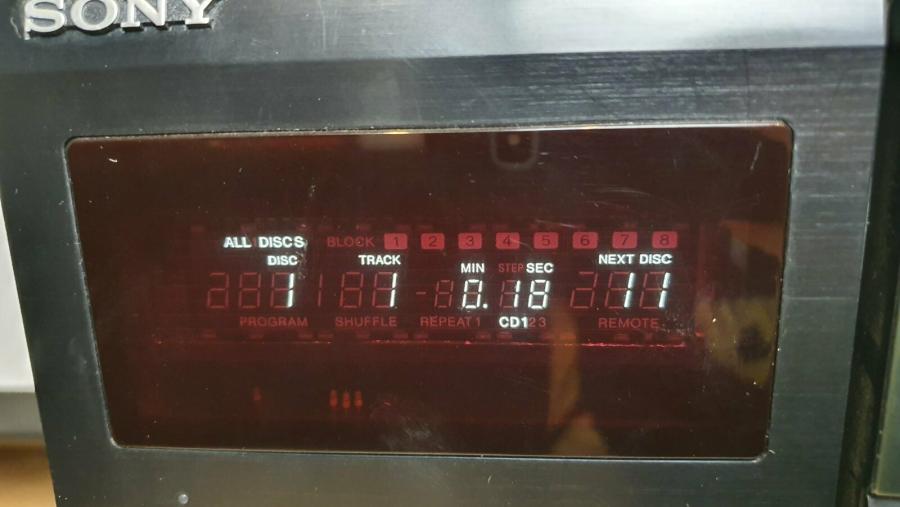 SONY
ALL DISCS BLOCK 1 2 3 4 5 6 7 8
DISC TRACK MIN STEP SEC NEXT DISC
1 1 0.18 11
PROGRAM SHUFFLE REPEAT 1 CD123 REMOTE